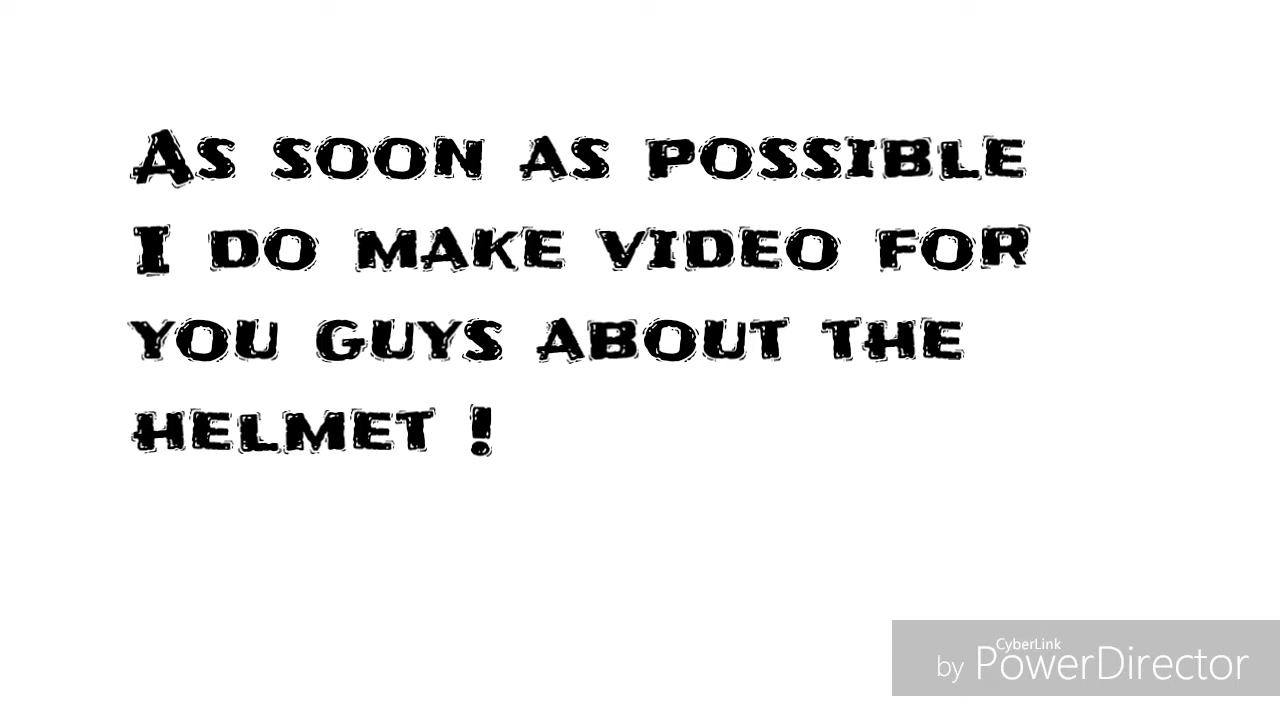 As soon as possible
I do make video for
you guys about the
helmet !
CyberLink
by PowerDirector